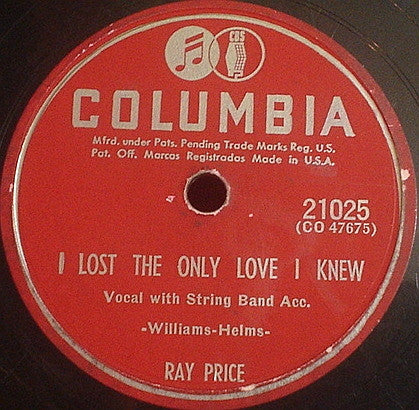 CBS
COLUMBIA
Mfrd. under Pats. Pending Trade Marks Reg. U.S.
Pat. Off. Marcas Registradas Made in U.S.A.
21025
(CO 47675)
I LOST THE ONLY LOVE I KNEW
Vocal with String Band Acc.
-Williams-Helms-
RAY PRICE